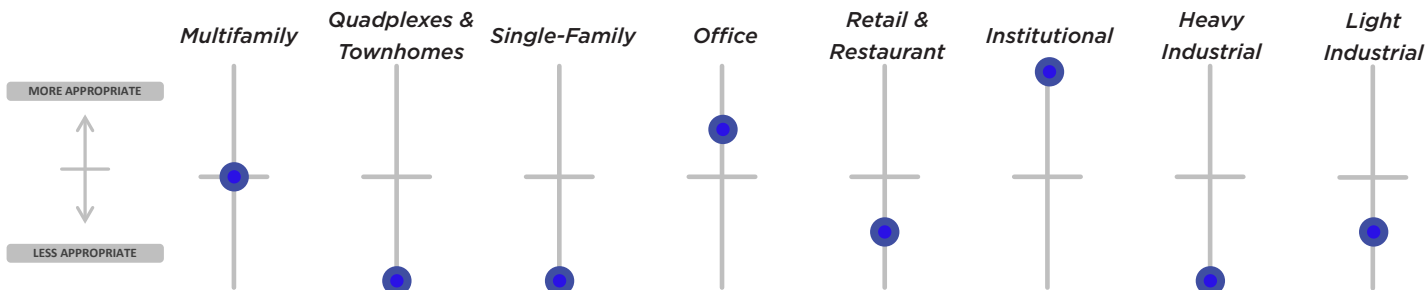 Multifamily
Quadplexes &
Townhomes
Single-Family
Office
Retail &
Restaurant
Institutional
Heavy
Industrial
Light
Industrial
MORE APPROPRIATE
LESS APPROPRIATE